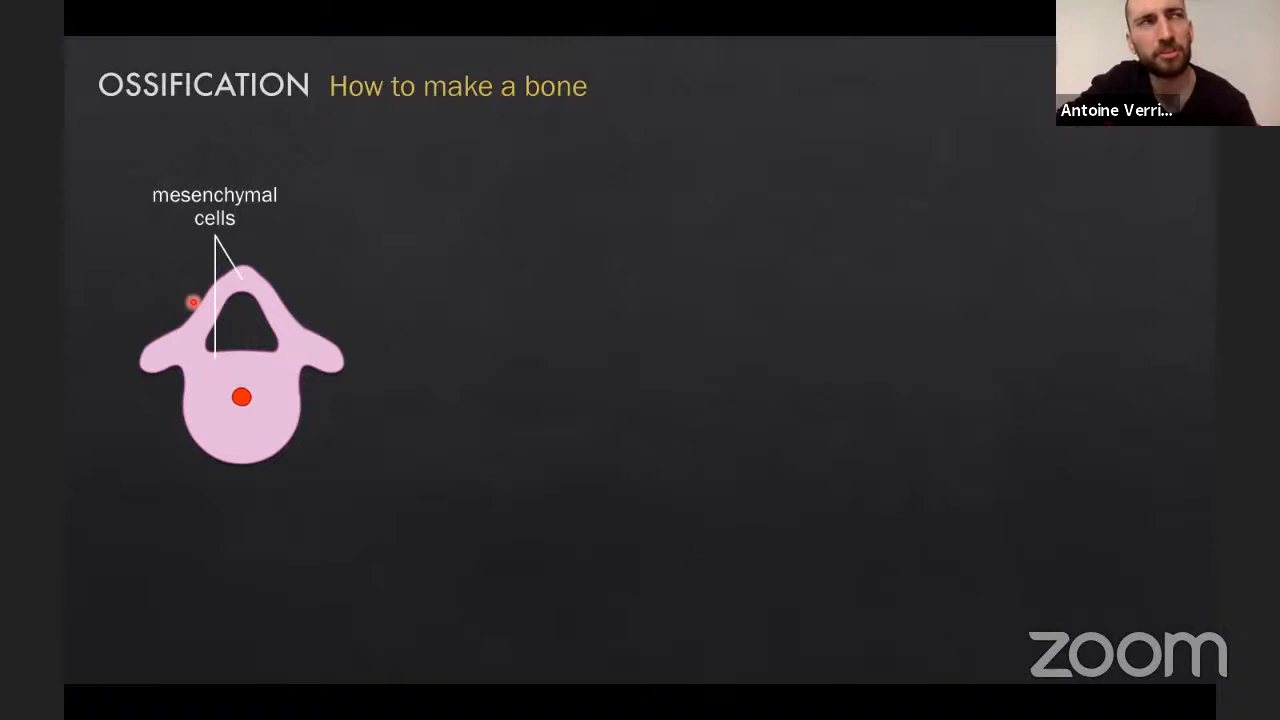 OSSIFICATION How to make a bone
Antoine Verri...
mesenchymal
cells
zoom